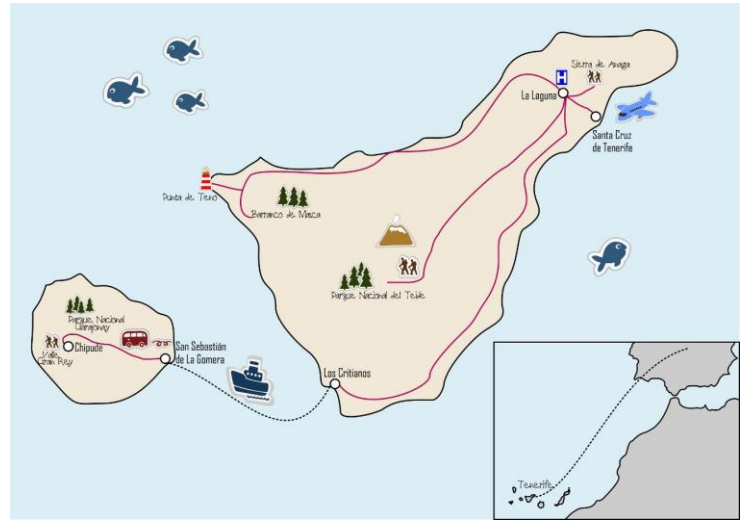 Sierra de Anaga
H
La Laguna
Santa Cruz
de Tenerife
Punta de Teno
Barranco de Masca
Parque Nacional del Teide
Parque Nacional
Garajonay
Chipude
Valle
Gran Rey
San Sebastián
de La Gomera
Los Critianos
Tenerife